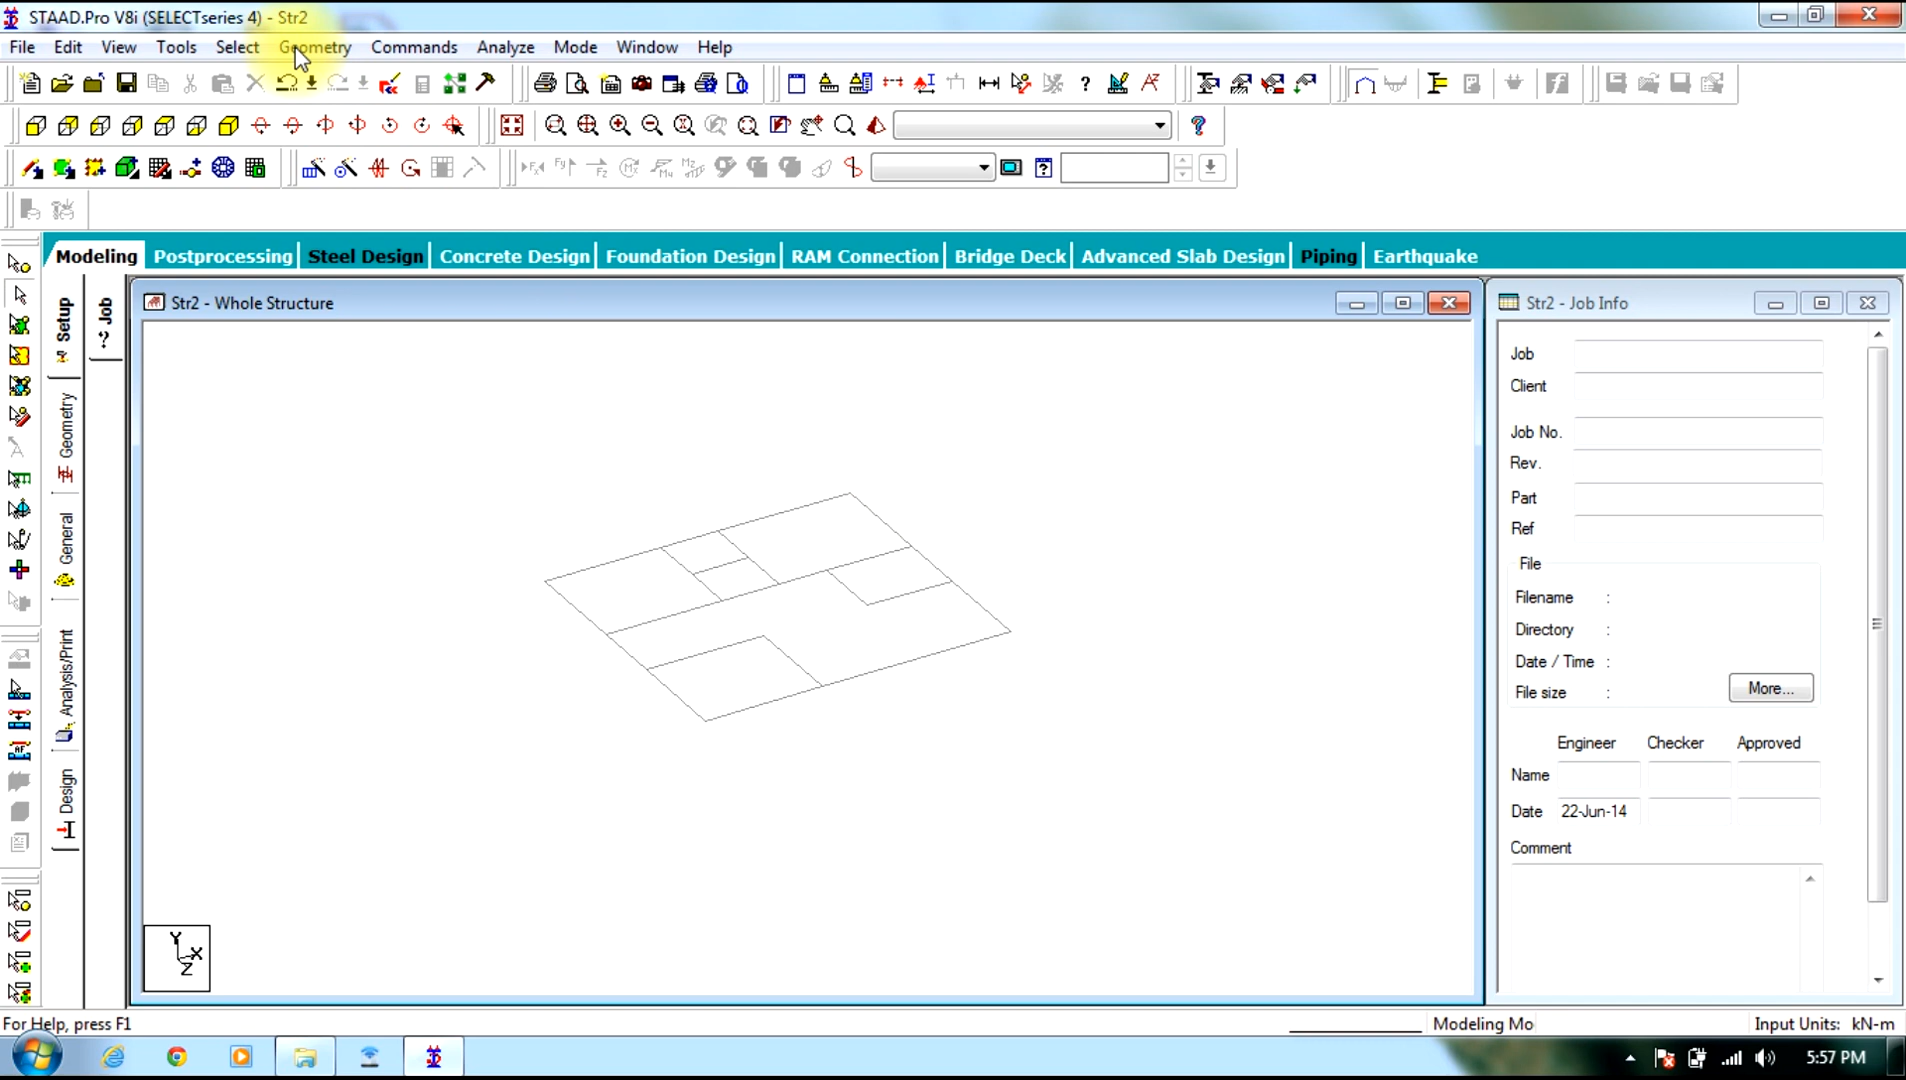 STAAD.Pro V8i (SELECTseries 4) - Str2
File Edit View Tools Select Geometry Commands Analyze Mode Window Help
Modeling Postprocessing Steel Design Concrete Design Foundation Design RAM Connection Bridge Deck Advanced Slab Design Piping Earthquake
Setup
Geometry
General
Analysis/Print
Design
? Job
Str2 - Whole Structure
Y
X
Z
Str2 - Job Info
Job
Client
Job No.
Rev.
Part
Ref
File
Filename :
Directory :
Date / Time :
File size :
More...
Engineer Checker Approved
Name
Date 22-Jun-14
Comment
For Help, press F1
Modeling Mo
Input Units: kN-m
5:57 PM